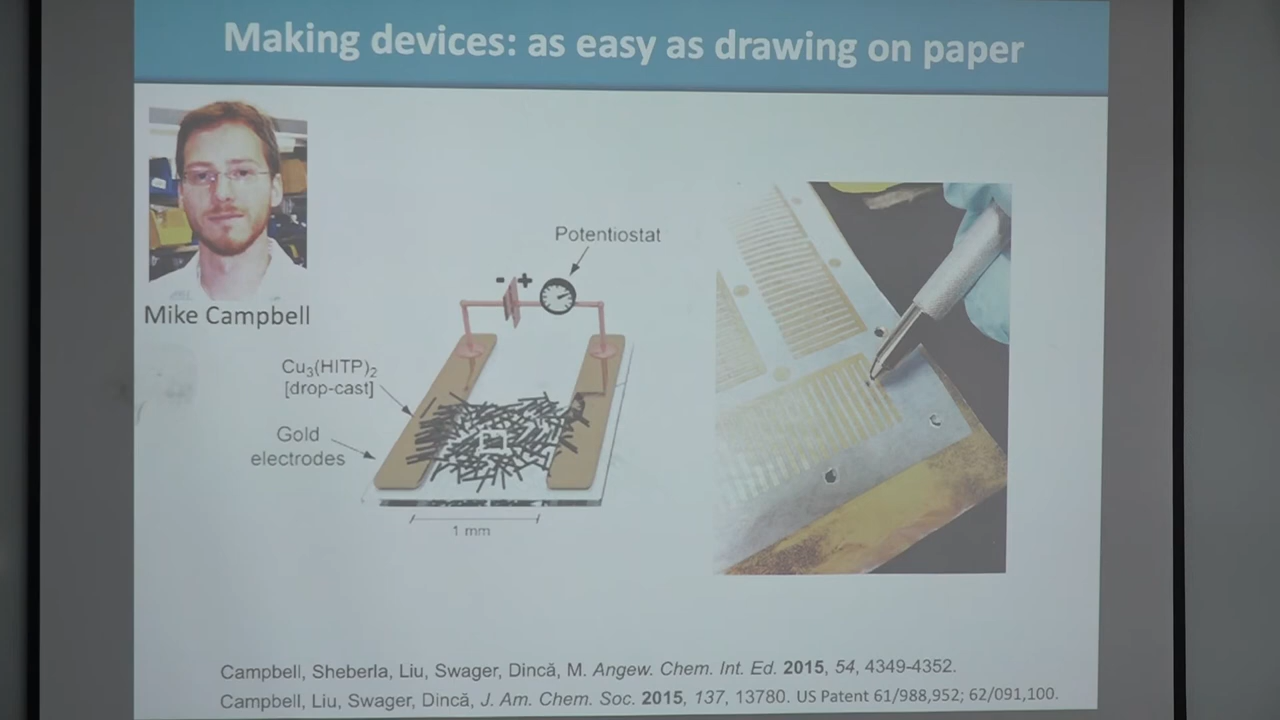 Making devices: as easy as drawing on paper
Mike Campbell
Potentiostat
- +
Cu₃(HITP)₂
[drop-cast]
Gold
electrodes
1 mm
Campbell, Sheberla, Liu, Swager, Dincă, M. Angew. Chem. Int. Ed. 2015, 54, 4349-4352.
Campbell, Liu, Swager, Dincă, J. Am. Chem. Soc. 2015, 137, 13780. US Patent 61/988,952; 62/091,100.